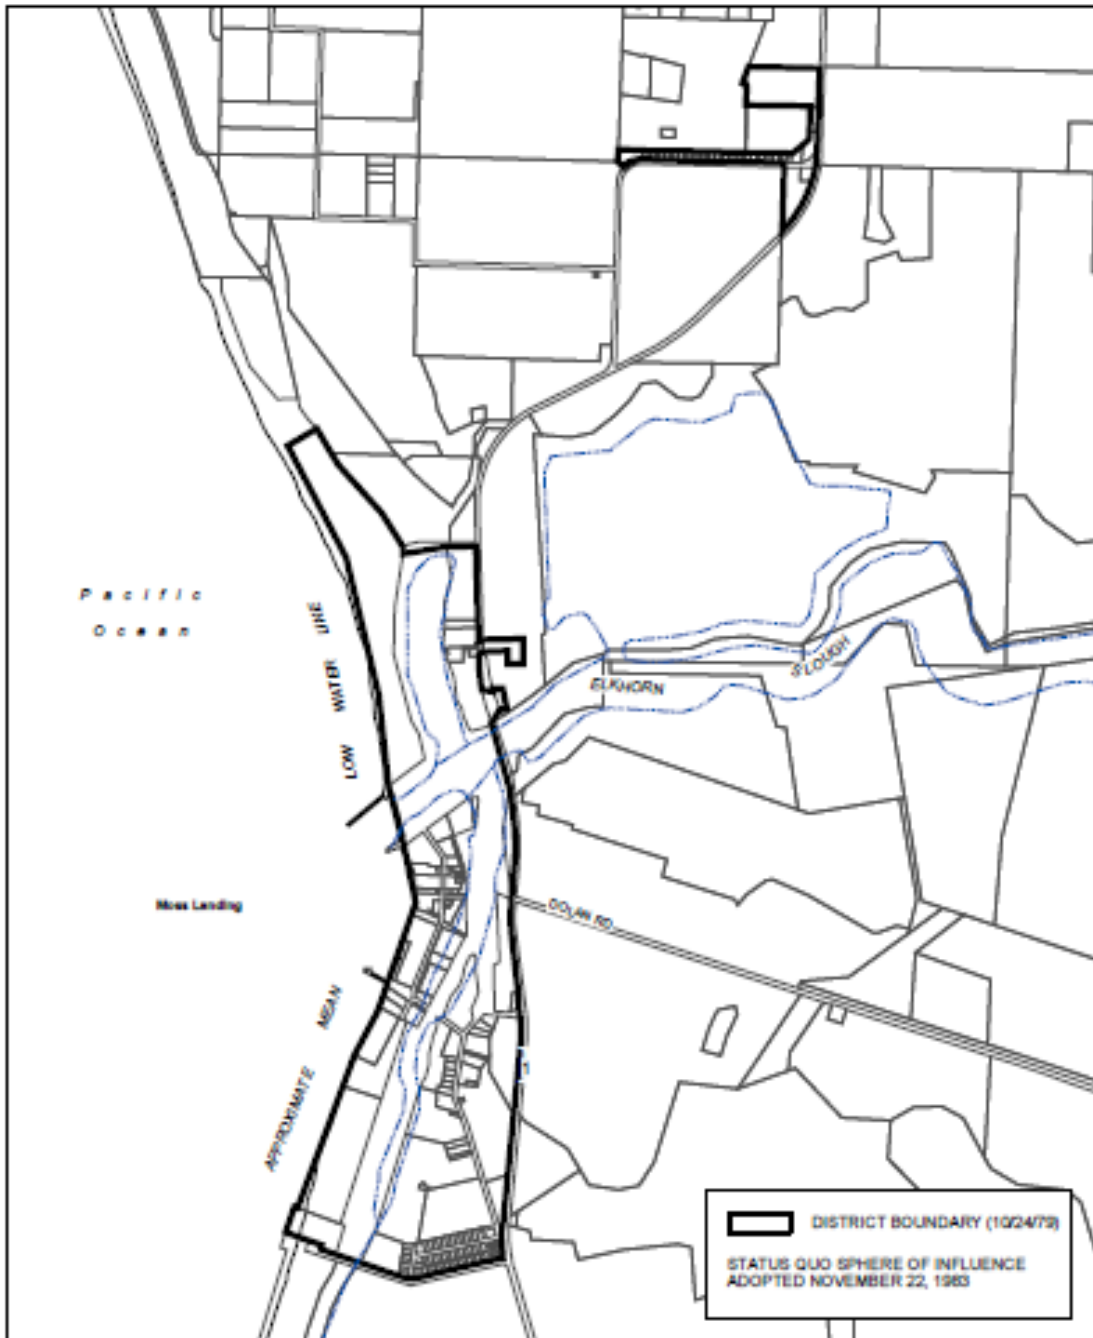 Pacific
Ocean
LOW WATER LINE
ELKHORN SLOUGH
Moss Landing
DOLAN RD
APPROXIMATE MEAN
DISTRICT BOUNDARY (10/24/79)
STATUS QUO SPHERE OF INFLUENCE
ADOPTED NOVEMBER 22, 1983